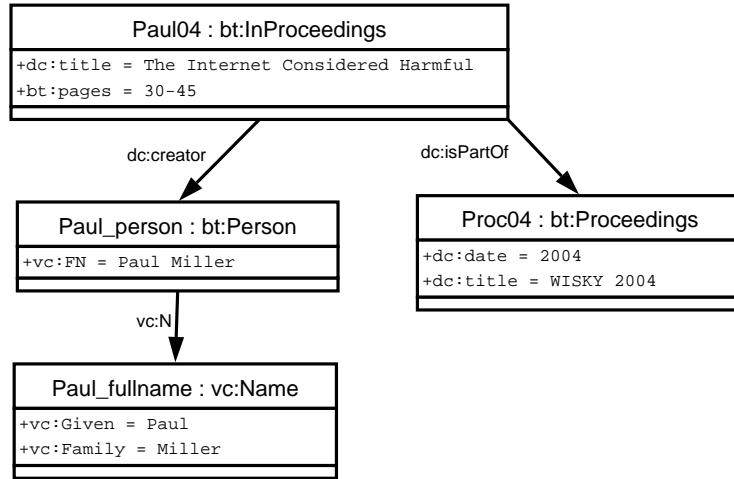 Paul04 : bt:InProceedings
+dc:title = The Internet Considered Harmful
+bt:pages = 30-45
dc:creator
dc:isPartOf
Paul_person : bt:Person
+vc:FN = Paul Miller
Proc04 : bt:Proceedings
+dc:date = 2004
+dc:title = WISKY 2004
vc:N
Paul_fullname : vc:Name
+vc:Given = Paul
+vc:Family = Miller